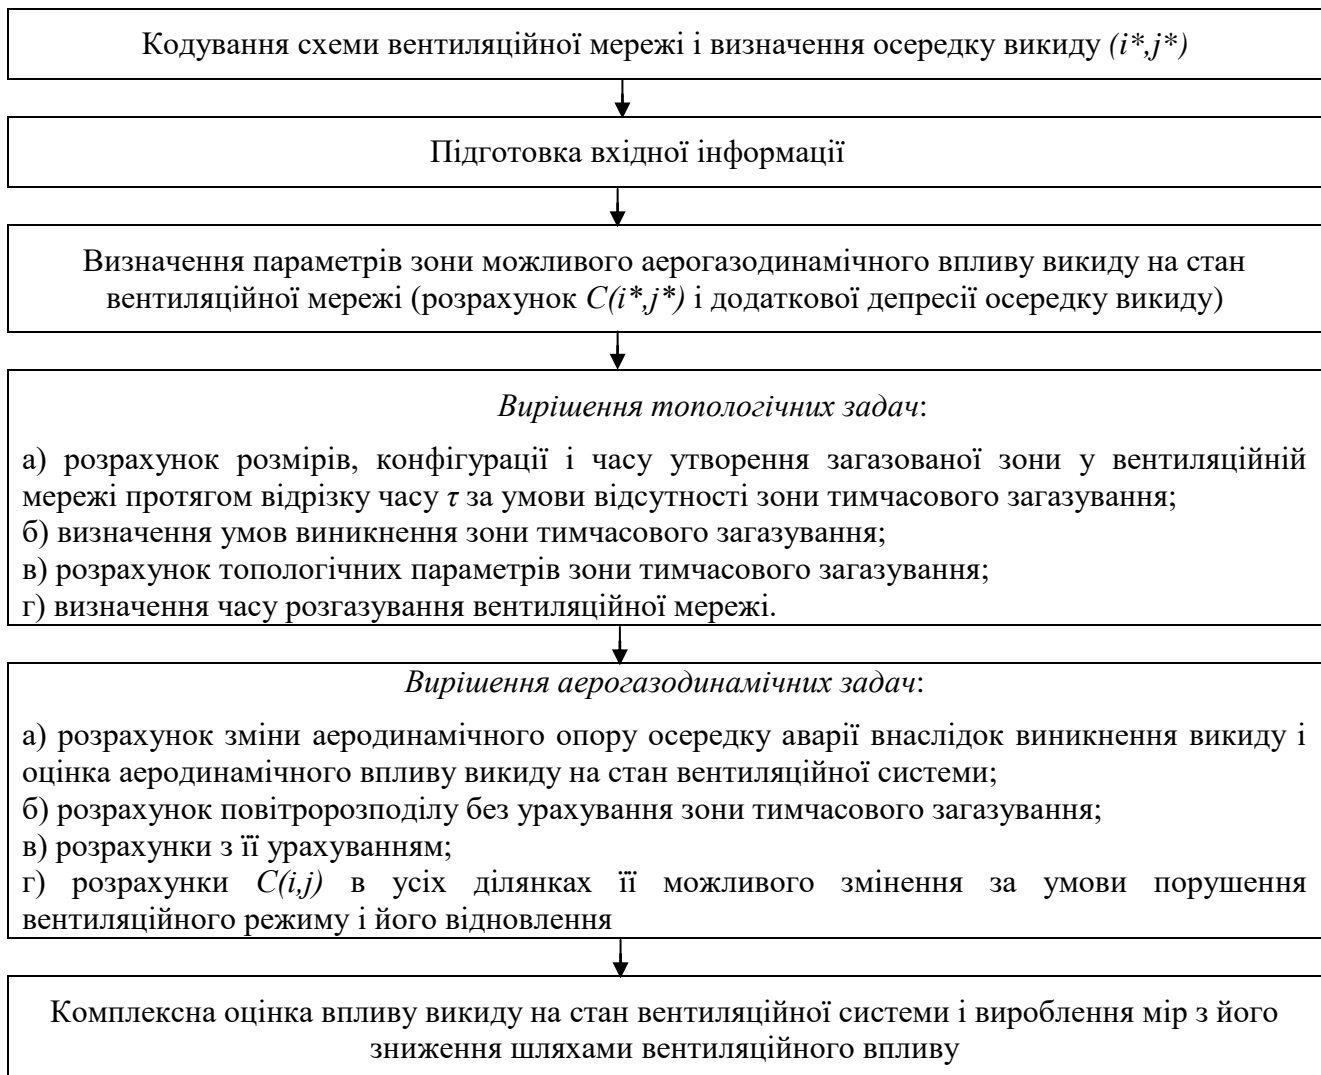 Кодування схеми вентиляційної мережі і визначення осередку викиду (i*,j*)
Підготовка вхідної інформації
Визначення параметрів зони можливого аерогазодинамічного впливу викиду на стан
вентиляційної мережі (розрахунок C(i*,j*) і додаткової депресії осередку викиду)
Вирішення топологічних задач:
а) розрахунок розмірів, конфігурації і часу утворення загазованої зони у вентиляційній
мережі протягом відрізку часу τ за умови відсутності зони тимчасового загазування;
б) визначення умов виникнення зони тимчасового загазування;
в) розрахунок топологічних параметрів зони тимчасового загазування;
г) визначення часу розгазування вентиляційної мережі.
Вирішення аерогазодинамічних задач:
а) розрахунок зміни аеродинамічного опору осередку аварії внаслідок виникнення викиду і
оцінка аеродинамічного впливу викиду на стан вентиляційної системи;
б) розрахунок повітророзподілу без урахування зони тимчасового загазування;
в) розрахунки з її урахуванням;
г) розрахунки C(i,j) в усіх ділянках її можливого змінення за умови порушення
вентиляційного режиму і його відновлення
Комплексна оцінка впливу викиду на стан вентиляційної системи і вироблення мір з його
зниження шляхами вентиляційного впливу